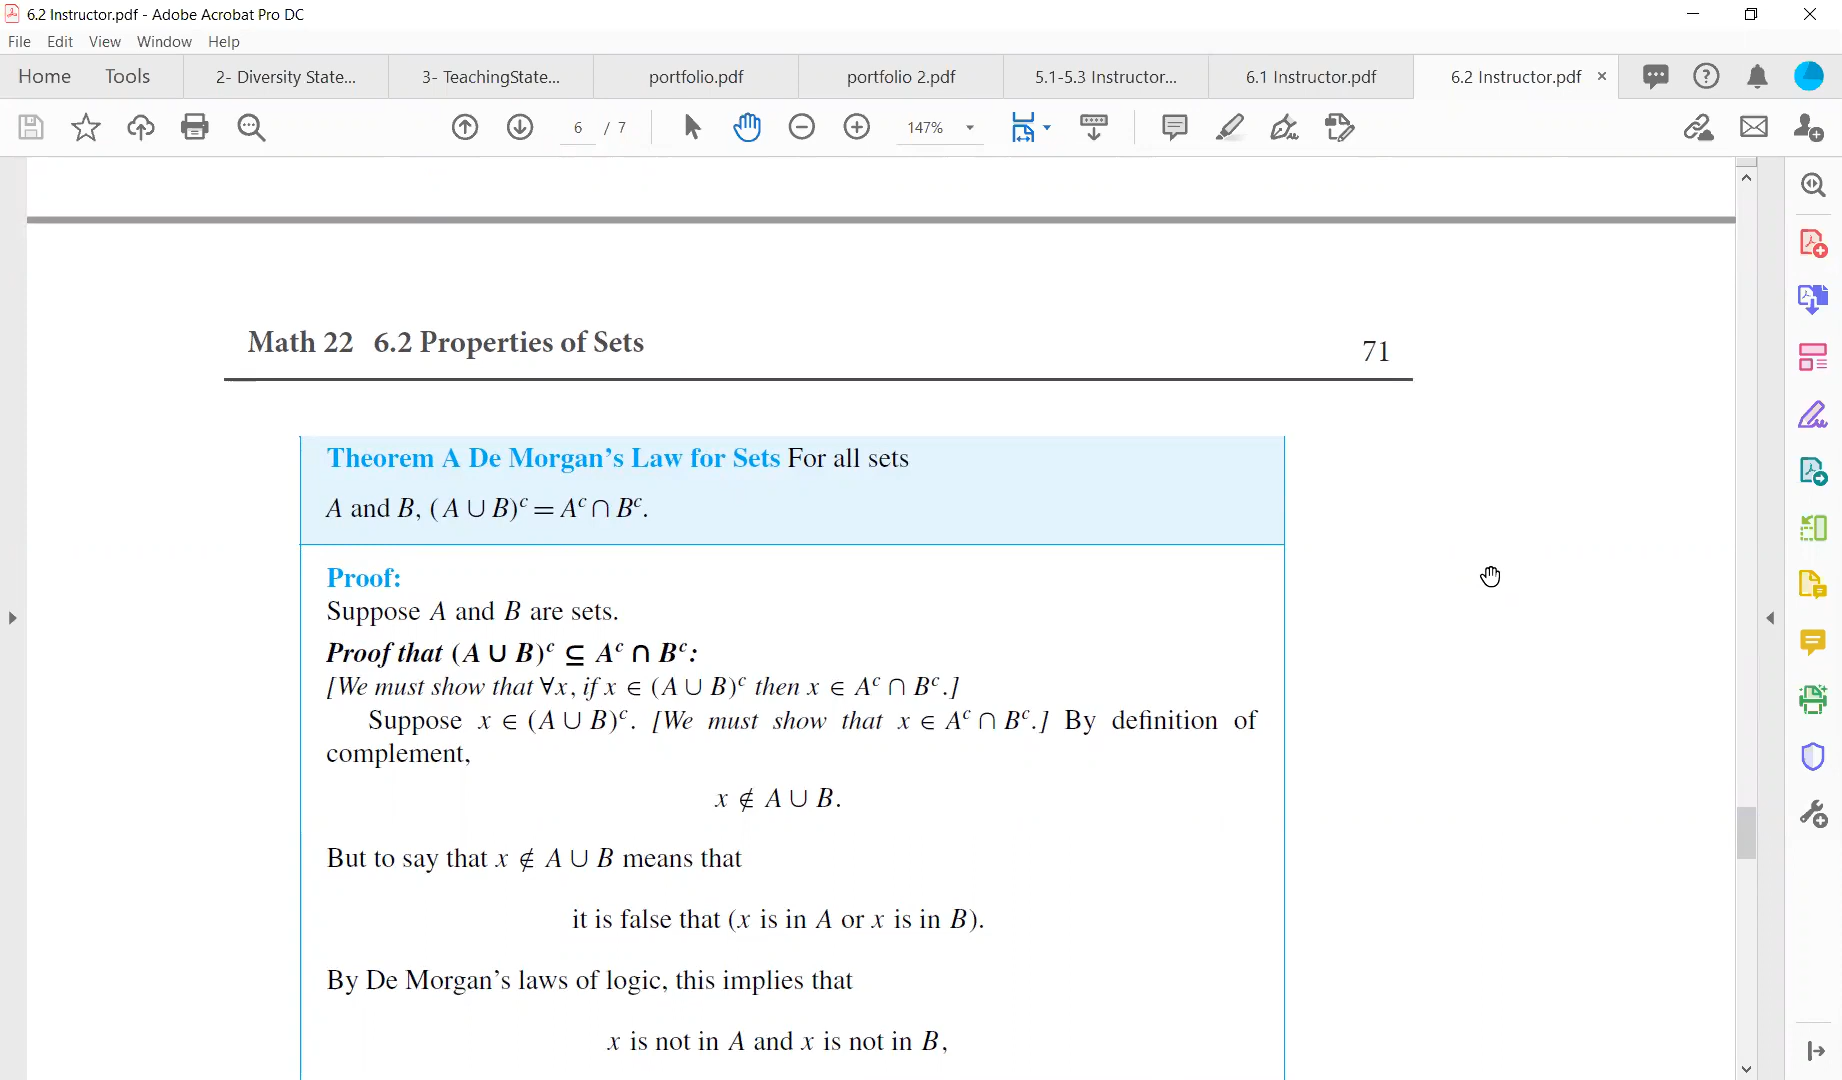 6.2 Instructor.pdf - Adobe Acrobat Pro DC
File Edit View Window Help
Home Tools 2- Diversity State... 3- TeachingState... portfolio.pdf portfolio 2.pdf 5.1-5.3 Instructor... 6.1 Instructor.pdf 6.2 Instructor.pdf ×
6 / 7 147%
Math 22 6.2 Properties of Sets 71
Theorem A De Morgan's Law for Sets For all sets
A and B, (A ∪ B)ᶜ = Aᶜ ∩ Bᶜ.
Proof:
Suppose A and B are sets.
Proof that (A ∪ B)ᶜ ⊆ Aᶜ ∩ Bᶜ:
[We must show that ∀x, if x ∈ (A ∪ B)ᶜ then x ∈ Aᶜ ∩ Bᶜ.]
Suppose x ∈ (A ∪ B)ᶜ. [We must show that x ∈ Aᶜ ∩ Bᶜ.] By definition of
complement,
x ∉ A ∪ B.
But to say that x ∉ A ∪ B means that
it is false that (x is in A or x is in B).
By De Morgan's laws of logic, this implies that
x is not in A and x is not in B,